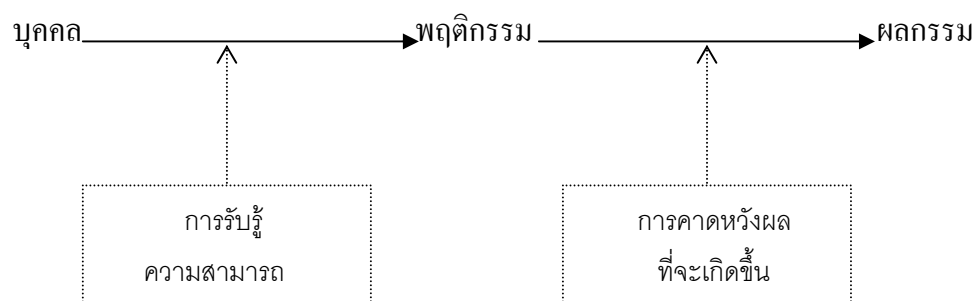 บุคคล พฤติกรรม ผลกรรม
การรับรู้
ความสามารถ
การคาดหวังผล
ที่จะเกิดขึ้น